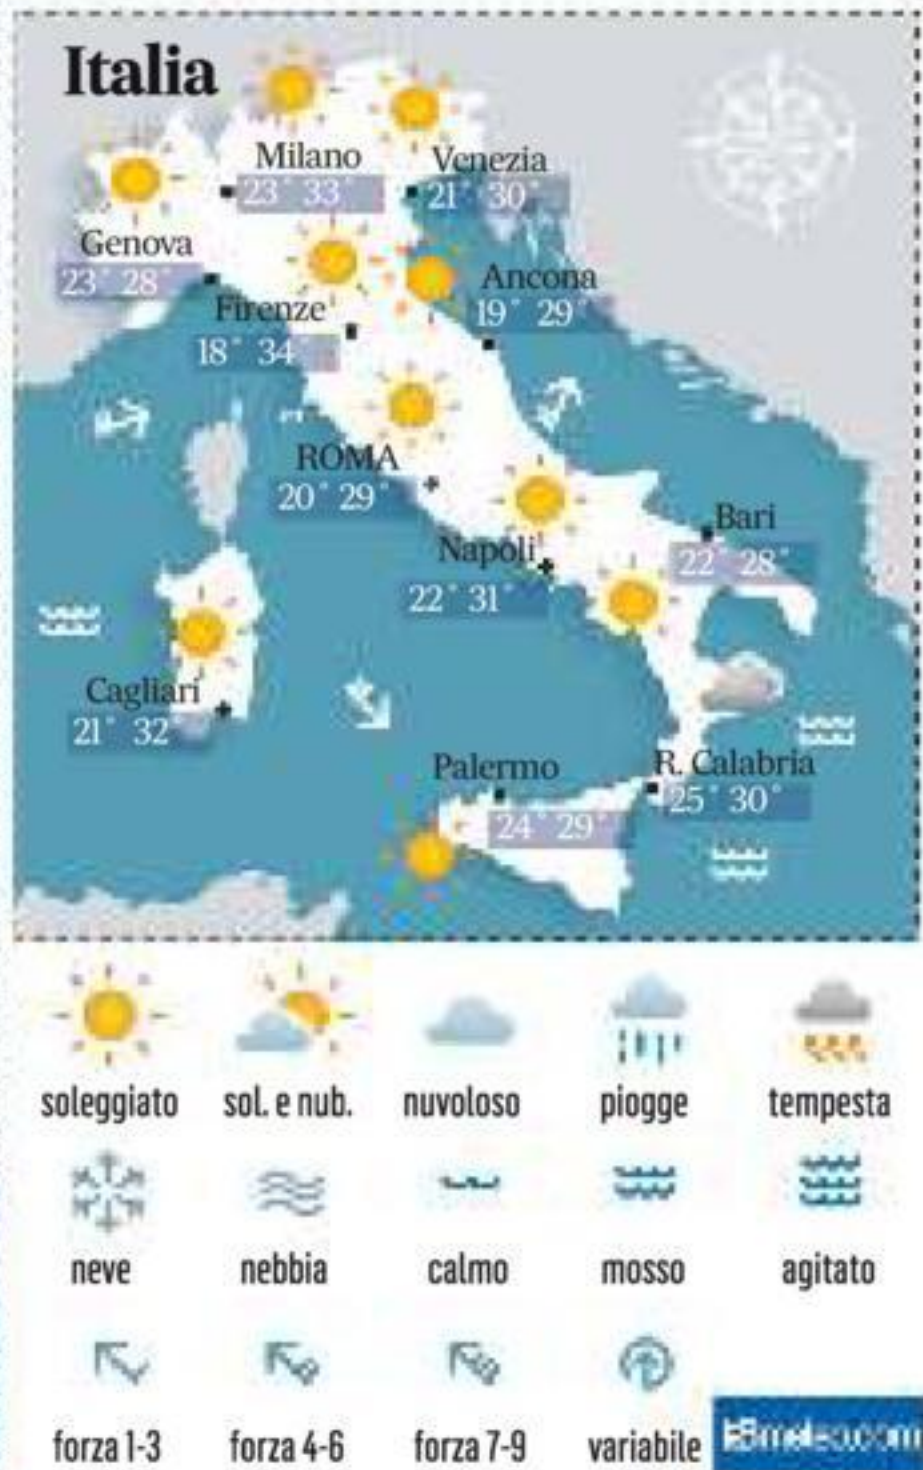 Italia
Milano
23° 33°
Venezia
21° 30°
Genova
23° 28°
Ancona
19° 29°
Firenze
18° 34°
ROMA
20° 29°
Bari
22° 28°
Napoli
22° 31°
Cagliari
21° 32°
Palermo
24° 29°
R. Calabria
25° 30°
soleggiato sol. e nub. nuvoloso piogge tempesta
neve nebbia calmo mosso agitato
forza 1-3 forza 4-6 forza 7-9 variabile